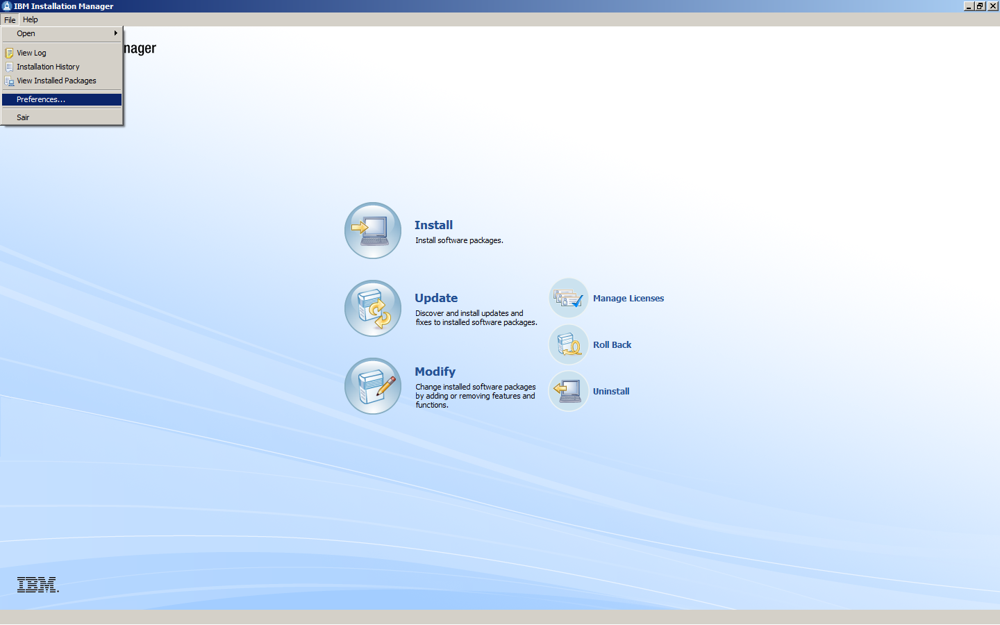 IBM Installation Manager
File Help
Open
View Log
Installation History
View Installed Packages
Preferences...
Sair
nager
Install
Install software packages.
Update
Discover and install updates and
fixes to installed software packages.
Modify
Change installed software packages
by adding or removing features and
functions.
Manage Licenses
Roll Back
Uninstall
IBM